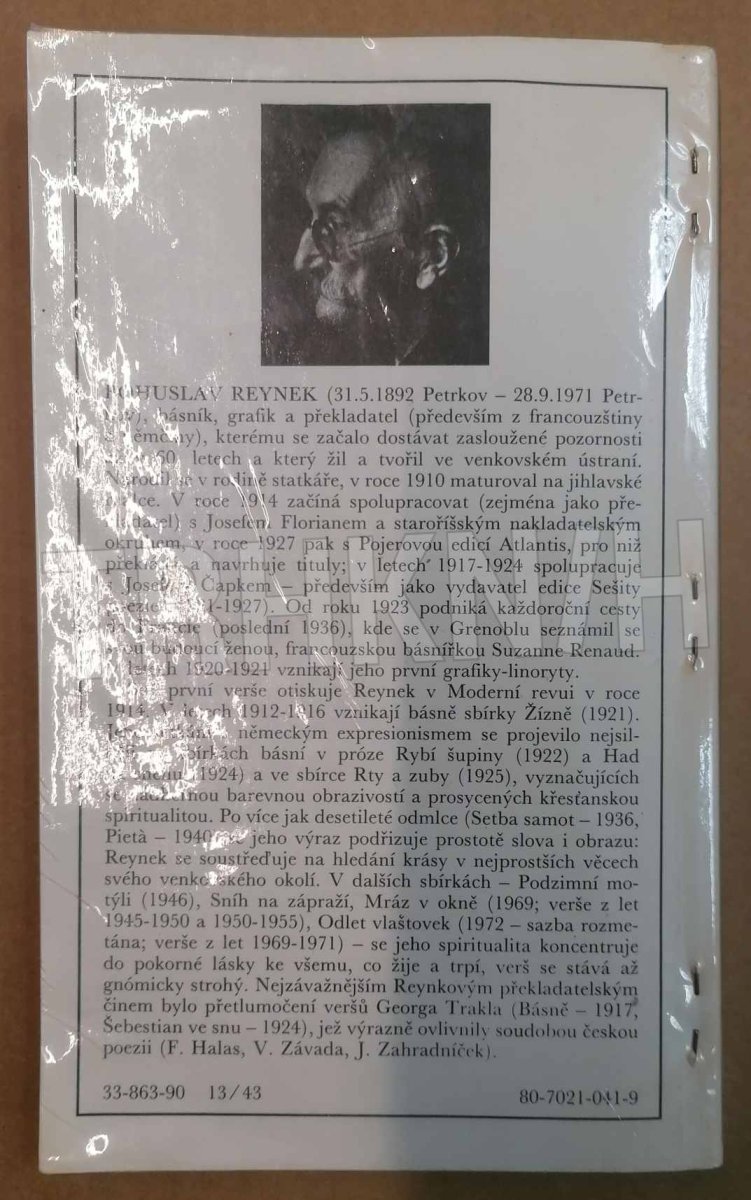 BOHUSLAV REYNEK (31.5.1892 Petrkov – 28.9.1971 Petr-
kov), básník, grafik a překladatel (především z francouzštiny
a němčiny), kterému se začalo dostávat zasloužené pozornosti
60. letech a který žil a tvořil ve venkovském ústraní.
Narodil se v rodině statkáře, v roce 1910 maturoval na jihlavské
V roce 1914 začíná spolupracovat (zejména jako pře-
kladatel) s Josefem Florianem a staroříšským nakladatelským
okruhem, v roce 1927 pak s Pojerovou edicí Atlantis, pro niž
překládá a navrhuje tituly; v letech 1917-1924 spolupracuje
s Josefem Čapkem – především jako vydavatel edice Sešity
poezie Od roku 1923 podniká každoroční cesty
do Francie (poslední 1936), kde se v Grenoblu seznámil se
svou budoucí ženou, francouzskou básnířkou Suzanne Renaud.
letech 1920-1921 vznikají jeho první grafiky-linoryty.
první verše otiskuje Reynek v Moderní revui v roce
1914. V letech 1912-1916 vznikají básně sbírky Žízně (1921).
německým expresionismem se projevilo nejsil-
sbírkách básní v próze Rybí šupiny (1922) a Had
(1924) a ve sbírce Rty a zuby (1925), vyznačujících
se nádhernou barevnou obrazivostí a prosycených křesťanskou
spiritualitou. Po více jak desetileté odmlce (Setba samot – 1936,
Pietà – 1940) se jeho výraz podřizuje prostotě slova i obrazu:
Reynek se soustřeďuje na hledání krásy v nejprostších věcech
svého venkovského okolí. V dalších sbírkách – Podzimní mo-
týli (1946), Sníh na zápraží, Mráz v okně (1969; verše z let
1945-1950 a 1950-1955), Odlet vlaštovek (1972 – sazba rozme-
tána; verše z let 1969-1971) – se jeho spiritualita koncentruje
do pokorné lásky ke všemu, co žije a trpí, verš se stává až
gnómicky strohý. Nejzávažnějším Reynkovým překladatelským
činem bylo přetlumočení veršů Georga Trakla (Básně – 1917,
Šebestian ve snu – 1924), jež výrazně ovlivnily soudobou českou
poezii (F. Halas, V. Závada, J. Zahradníček).
33-863-90 13/43
80-7021-041-9